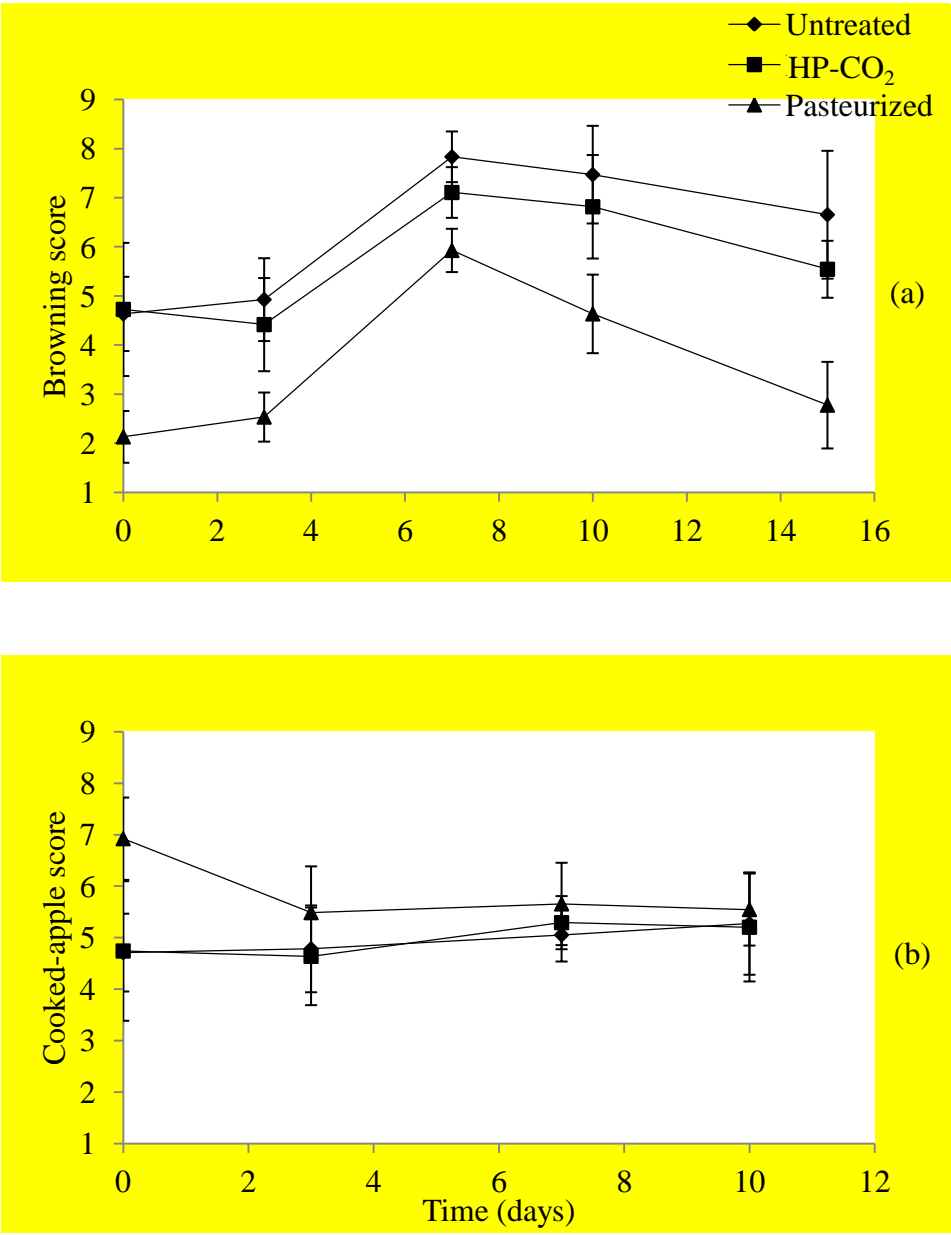 Untreated
HP-CO₂
Pasteurized
9
8
7
6
5
4
3
2
1
Browning score
(a)
0 2 4 6 8 10 12 14 16
9
8
7
6
5
4
3
2
1
Cooked-apple score
(b)
0 2 4 6 8 10 12
Time (days)